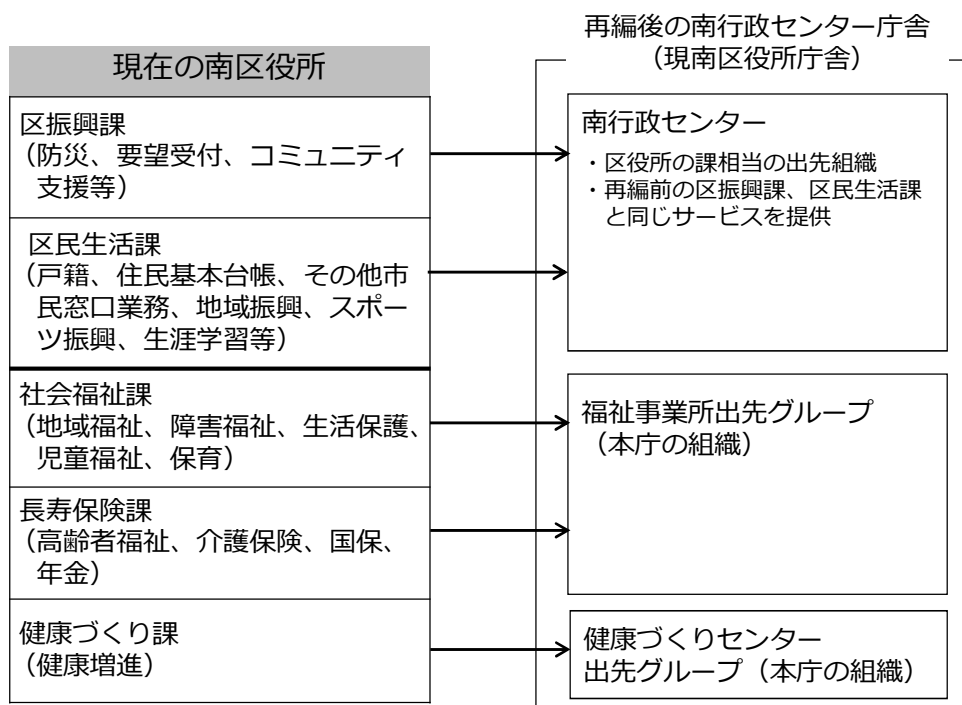 現在の南区役所
区振興課
（防災、要望受付、コミュニティ
支援等）
区民生活課
（戸籍、住民基本台帳、その他市
民窓口業務、地域振興、スポー
ツ振興、生涯学習等）
社会福祉課
（地域福祉、障害福祉、生活保護、
児童福祉、保育）
長寿保険課
（高齢者福祉、介護保険、国保、
年金）
健康づくり課
（健康増進）
再編後の南行政センター庁舎
（現南区役所庁舎）
南行政センター
・区役所の課相当の出先組織
・再編前の区振興課、区民生活課
と同じサービスを提供
福祉事業所出先グループ
（本庁の組織）
健康づくりセンター
出先グループ（本庁の組織）